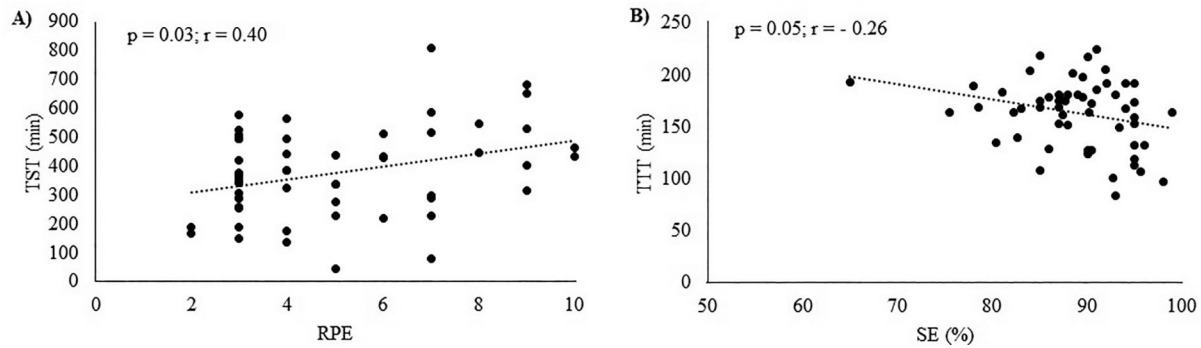 A)
p = 0.03; r = 0.40
TST (min)
900
800
700
600
500
400
300
200
100
0
0 2 4 6 8 10
RPE
B)
p = 0.05; r = - 0.26
TTT (min)
250
200
150
100
50
0
50 60 70 80 90 100
SE (%)